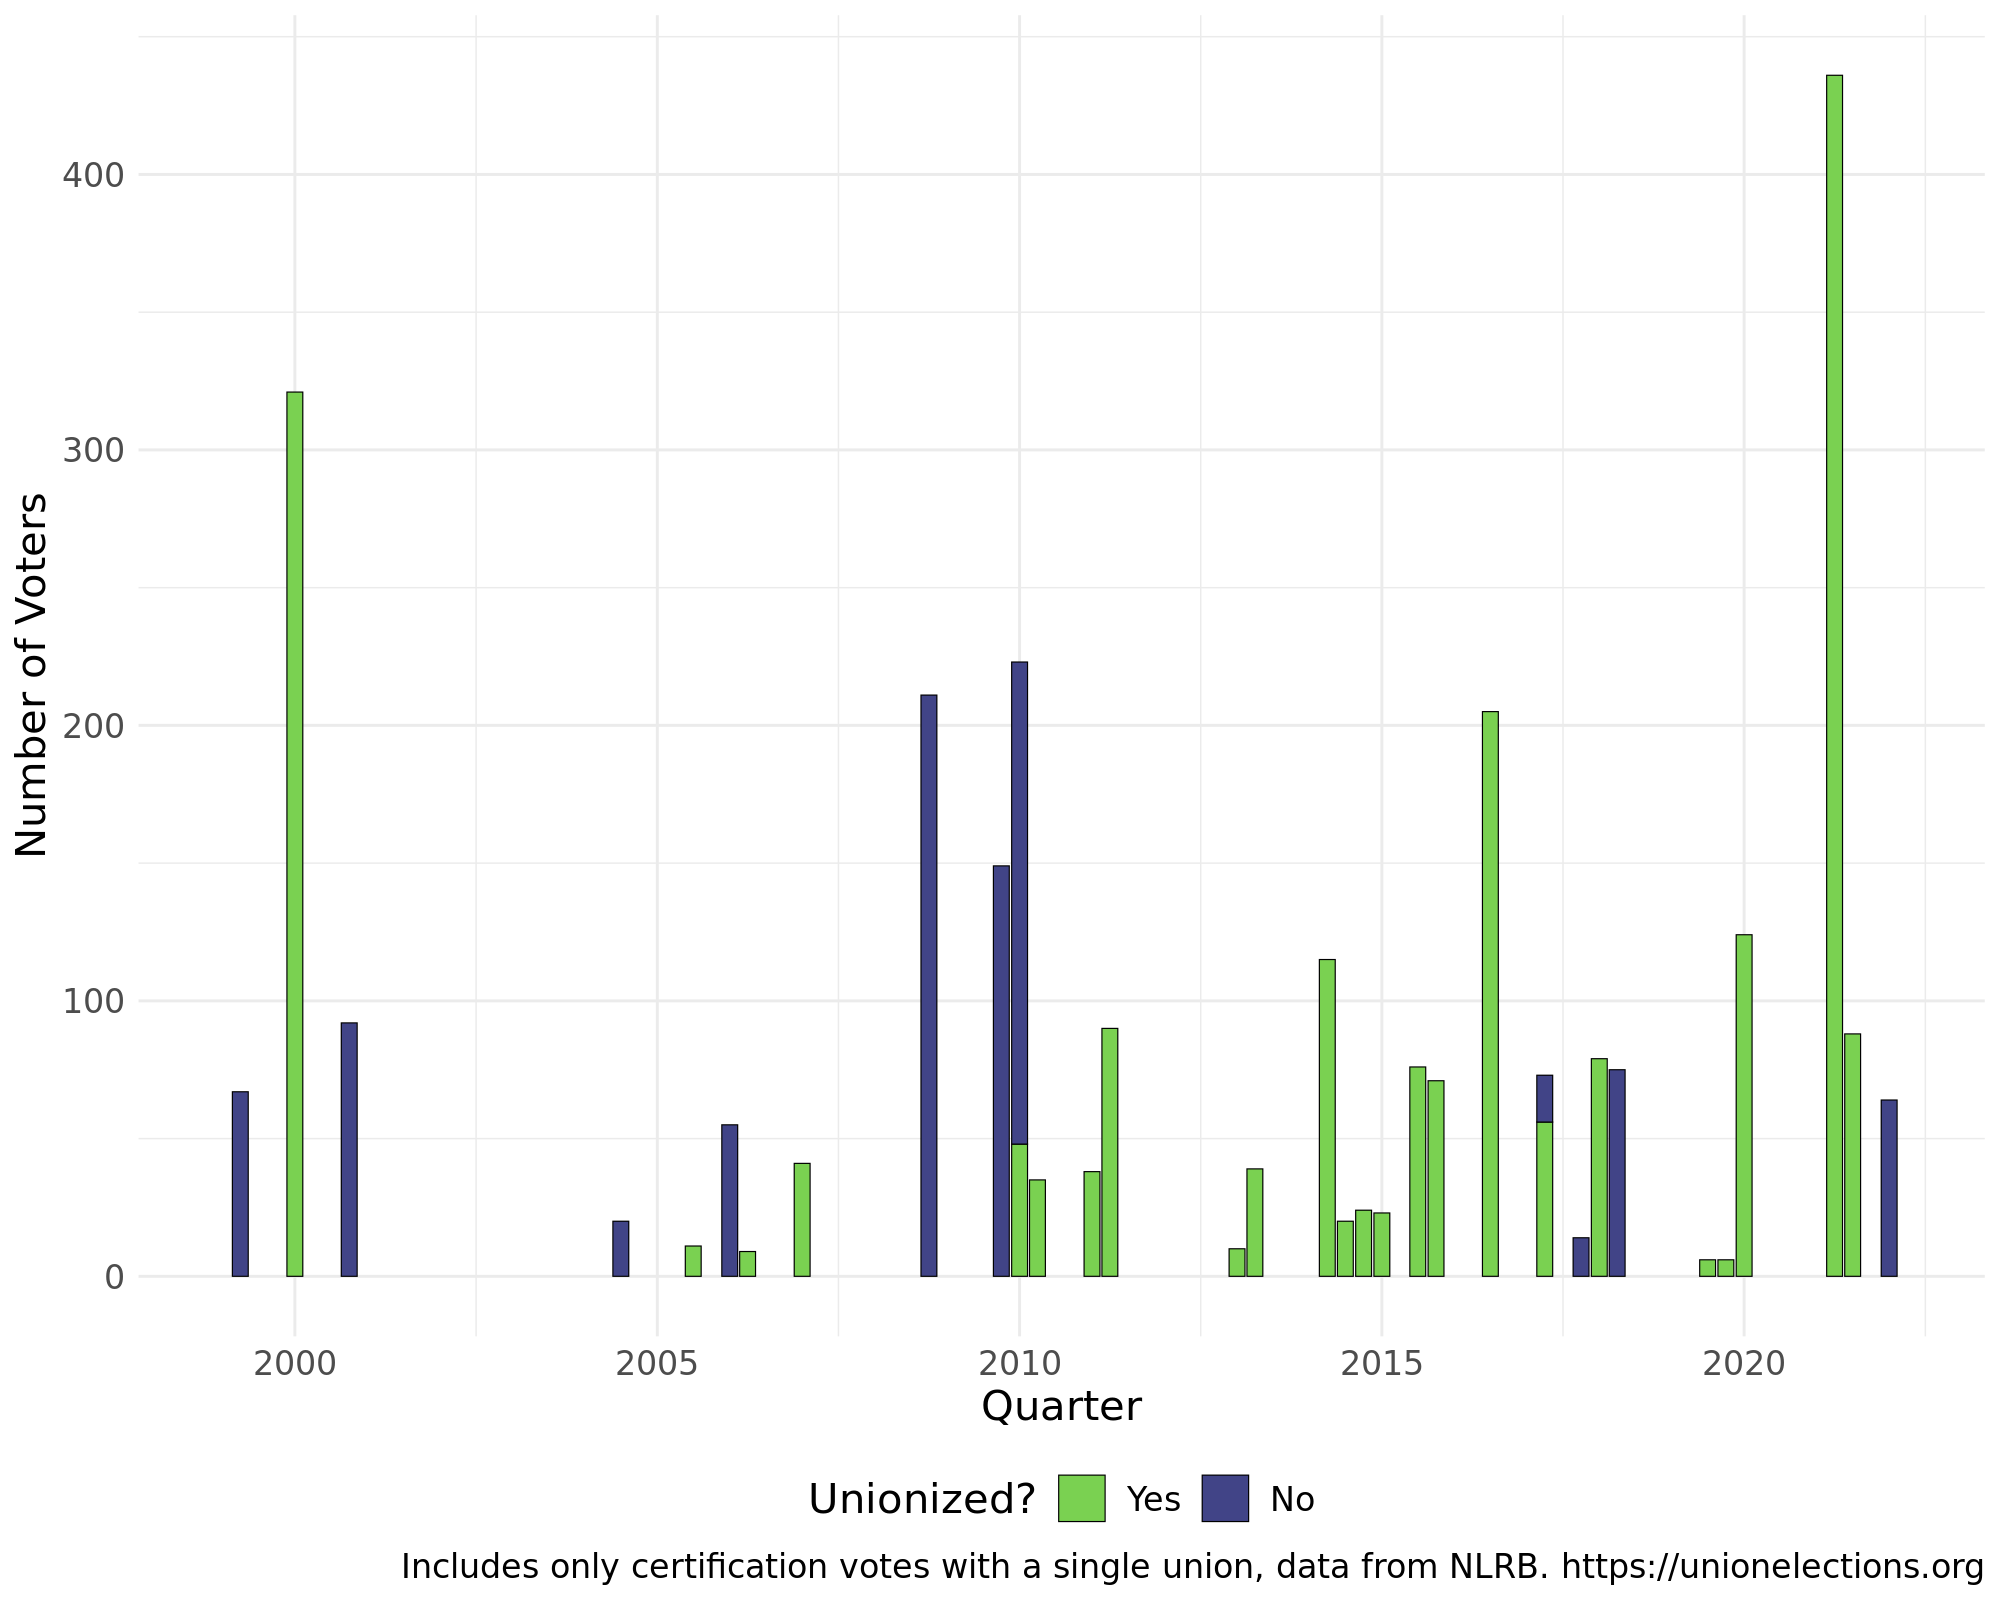 Number of Voters
400
300
200
100
0
2000 2005 2010 2015 2020
Quarter
Unionized? Yes No
Includes only certification votes with a single union, data from NLRB. https://unionelections.org